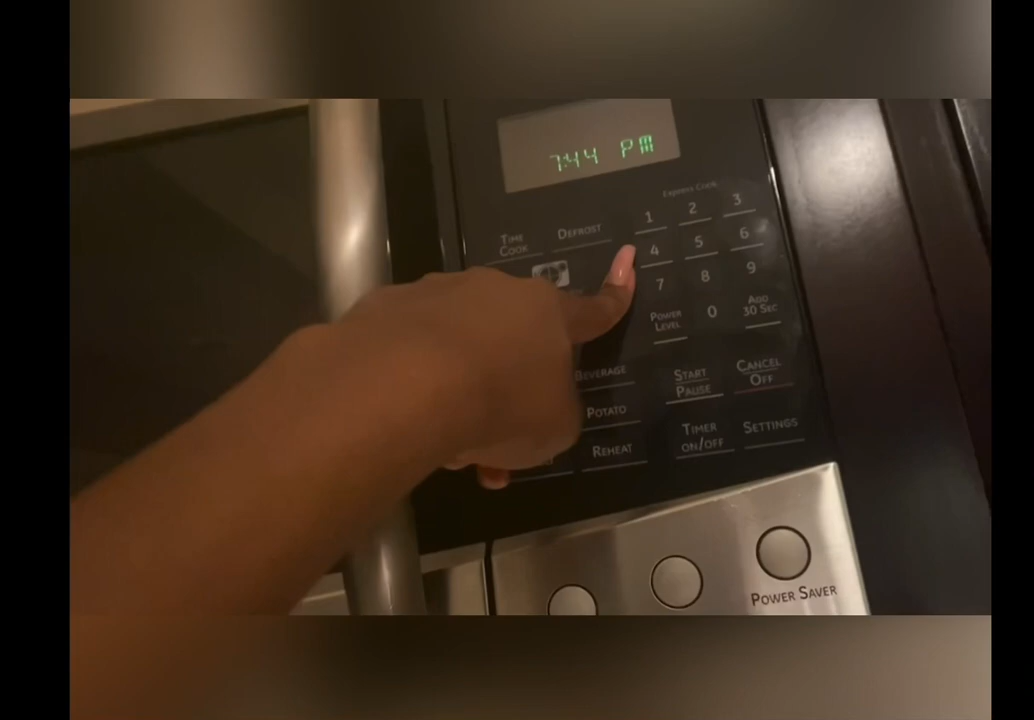 7:44 PM
Express Cook
1 2 3
Time Cook
Defrost
4 5 6
7 8 9
Power Level
0
Add 30 Sec
Beverage
Start Pause
Cancel Off
Potato
Timer on/off
Settings
Reheat
Power Saver